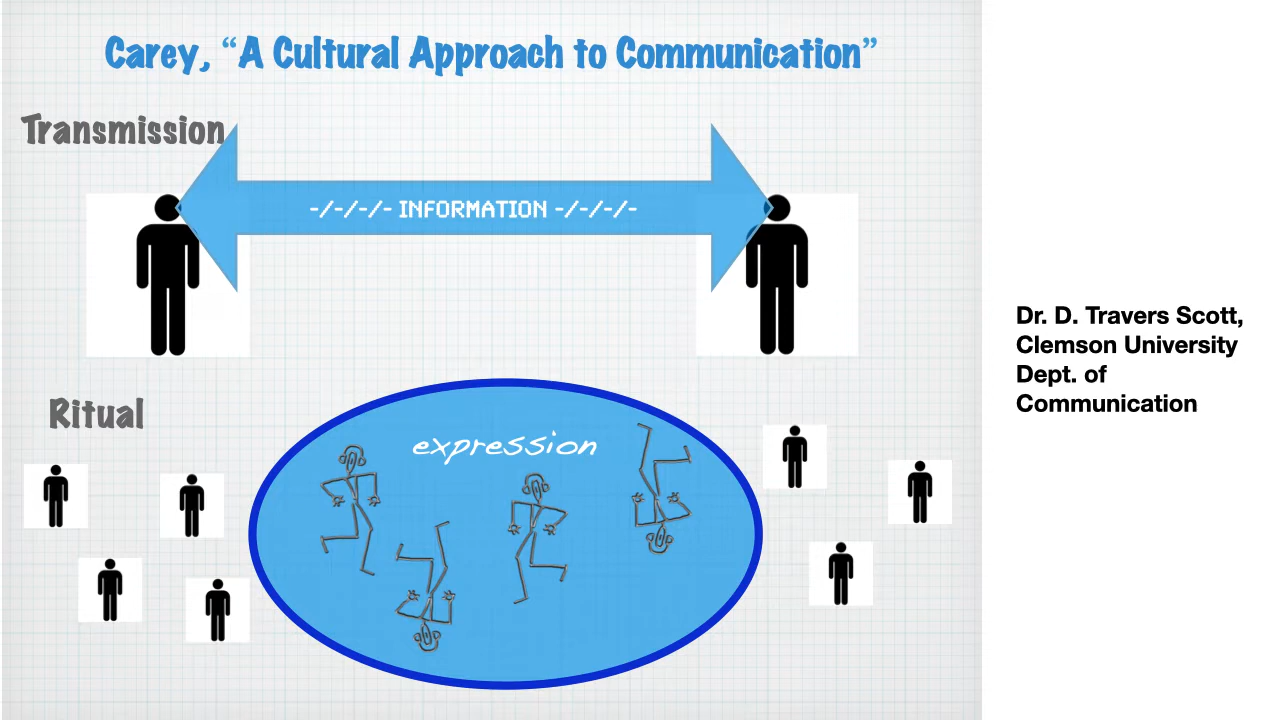 Carey, “A Cultural Approach to Communication”
Transmission
-/-/-/- INFORMATION -/-/-/-
Ritual
expression
Dr. D. Travers Scott,
Clemson University
Dept. of
Communication